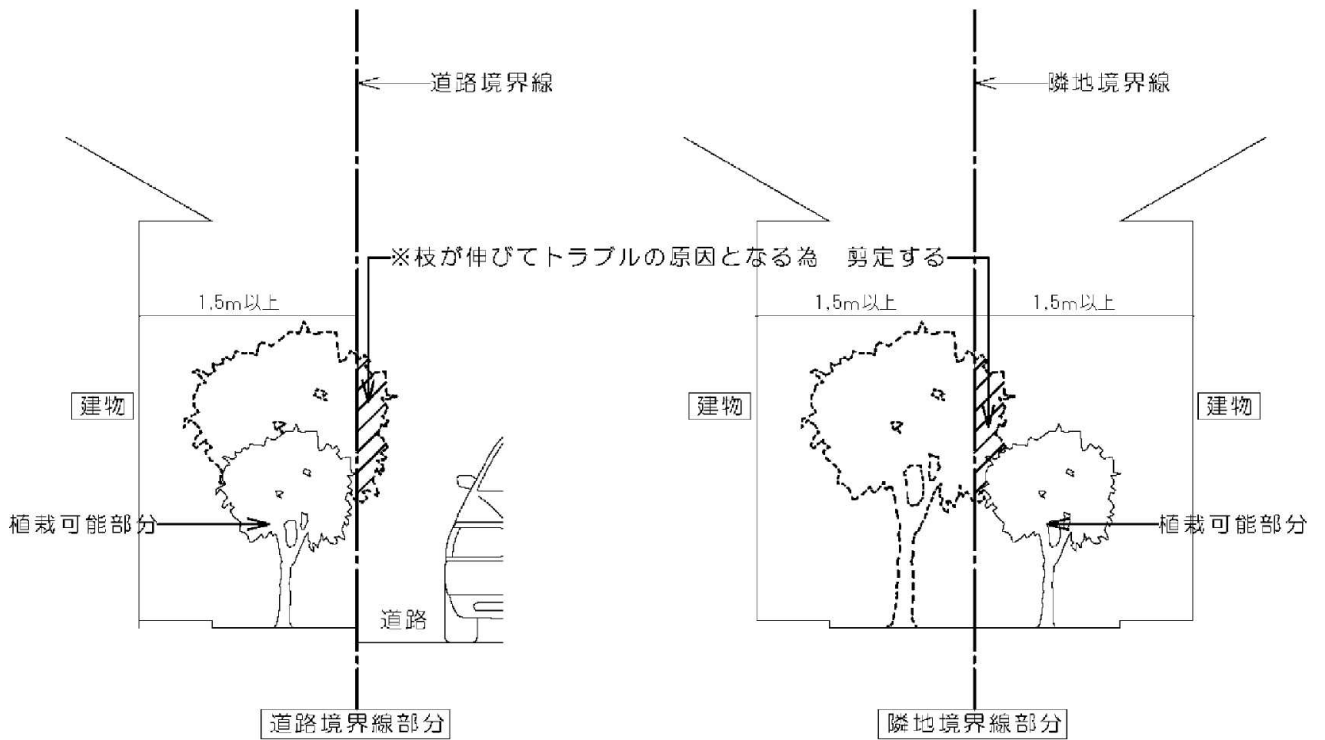 道路境界線
隣地境界線
※枝が伸びてトラブルの原因となる為　剪定する
1,5m以上
1,5m以上
1,5m以上
建物
建物
建物
植栽可能部分
植栽可能部分
道路
道路境界線部分
隣地境界線部分